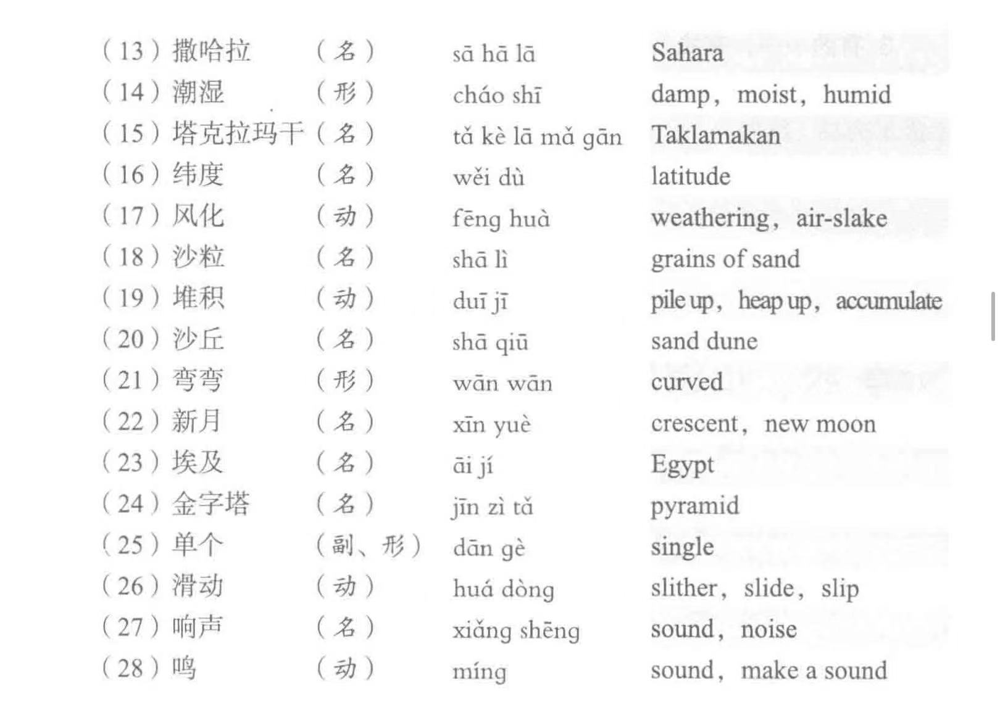 （13）撒哈拉 （名） sā hā lā Sahara
（14）潮湿 （形） cháo shī damp, moist, humid
（15）塔克拉玛干（名） tǎ kè lā mǎ gān Taklamakan
（16）纬度 （名） wěi dù latitude
（17）风化 （动） fēng huà weathering, air-slake
（18）沙粒 （名） shā lì grains of sand
（19）堆积 （动） duī jī pile up, heap up, accumulate
（20）沙丘 （名） shā qiū sand dune
（21）弯弯 （形） wān wān curved
（22）新月 （名） xīn yuè crescent, new moon
（23）埃及 （名） āi jí Egypt
（24）金字塔 （名） jīn zì tǎ pyramid
（25）单个 （副、形） dān gè single
（26）滑动 （动） huá dòng slither, slide, slip
（27）响声 （名） xiǎng shēng sound, noise
（28）鸣 （动） míng sound, make a sound